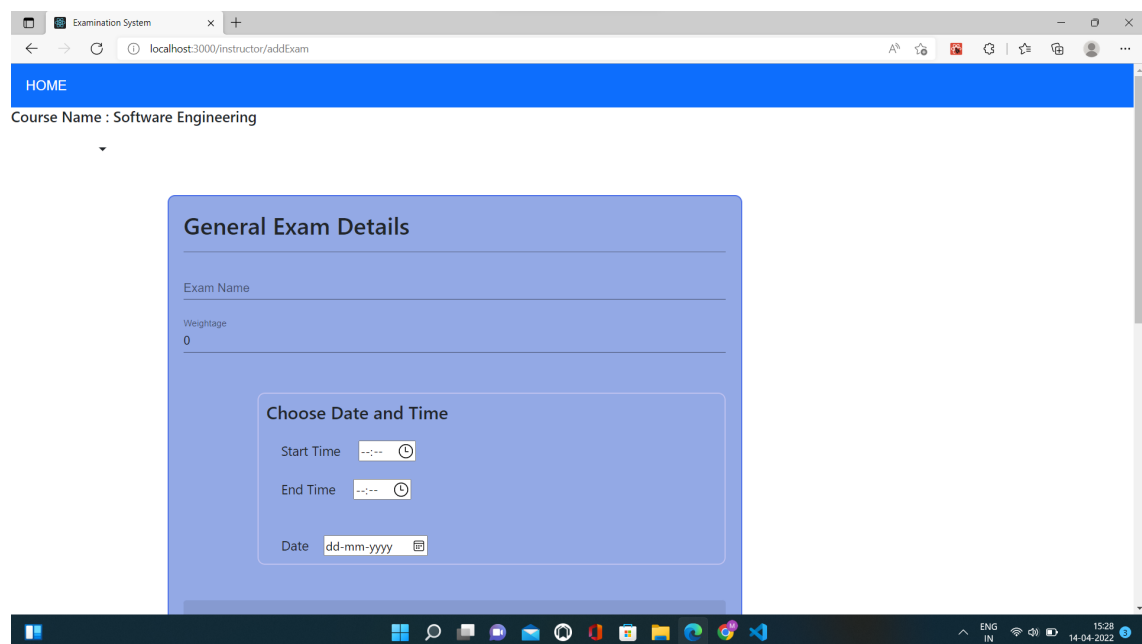 Examination System
localhost:3000/instructor/addExam
HOME
Course Name : Software Engineering
General Exam Details
Exam Name
Weightage
0
Choose Date and Time
Start Time --:--
End Time --:--
Date dd-mm-yyyy
ENG
IN
15:28
14-04-2022
3